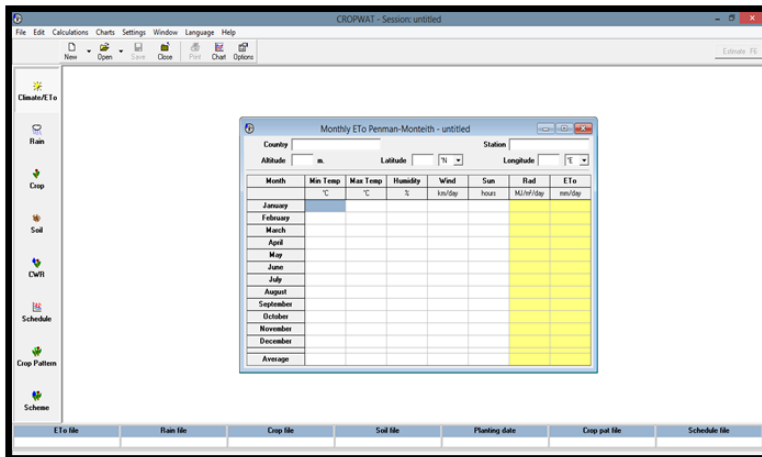 CROPWAT - Session: untitled
File Edit Calculations Charts Settings Window Language Help
New Open Save Close Print Chart Options
Estimate F6
Climate/ETo
Rain
Crop
Soil
CWR
Schedule
Crop Pattern
Scheme
Monthly ETo Penman-Monteith - untitled
Country Station
Altitude m. Latitude °N Longitude °E
Month Min Temp Max Temp Humidity Wind Sun Rad ETo
°C °C % km/day hours MJ/m²/day mm/day
January
February
March
April
May
June
July
August
September
October
November
December
Average
ETo file Rain file Crop file Soil file Planting date Crop pat file Schedule file